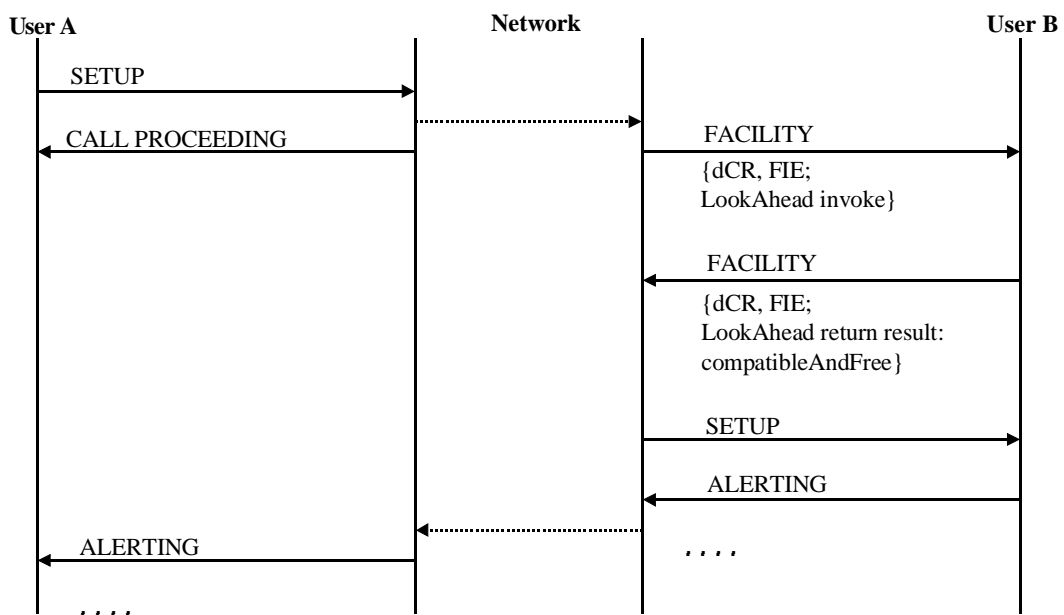 User A
Network
User B
SETUP
CALL PROCEEDING
FACILITY
{dCR, FIE;
LookAhead invoke}
FACILITY
{dCR, FIE;
LookAhead return result:
compatibleAndFree}
SETUP
ALERTING
ALERTING
. . . .
. . . .